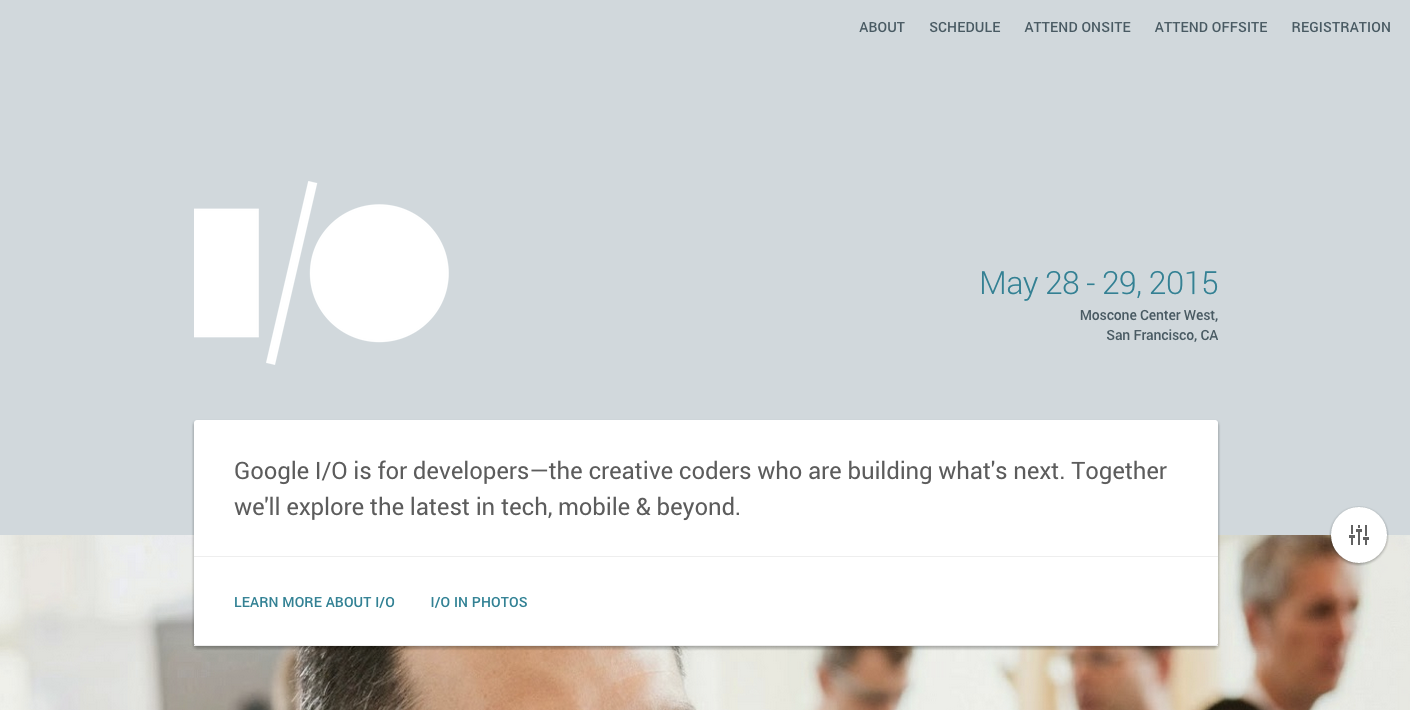 ABOUT SCHEDULE ATTEND ONSITE ATTEND OFFSITE REGISTRATION
I/O
May 28 - 29, 2015
Moscone Center West,
San Francisco, CA
Google I/O is for developers—the creative coders who are building what's next. Together
we'll explore the latest in tech, mobile & beyond.
LEARN MORE ABOUT I/O I/O IN PHOTOS